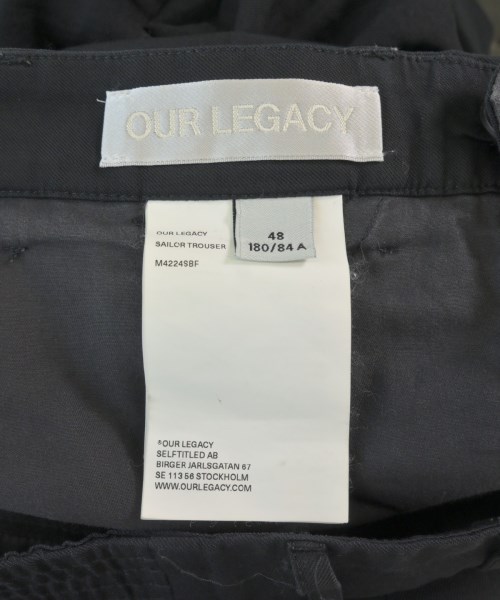 OUR LEGACY
48
180/84 A
OUR LEGACY
SAILOR TROUSER
M4224SBF
®OUR LEGACY
SELFTITLED AB
BIRGER JARLSGATAN 67
SE 113 56 STOCKHOLM
WWW.OURLEGACY.COM